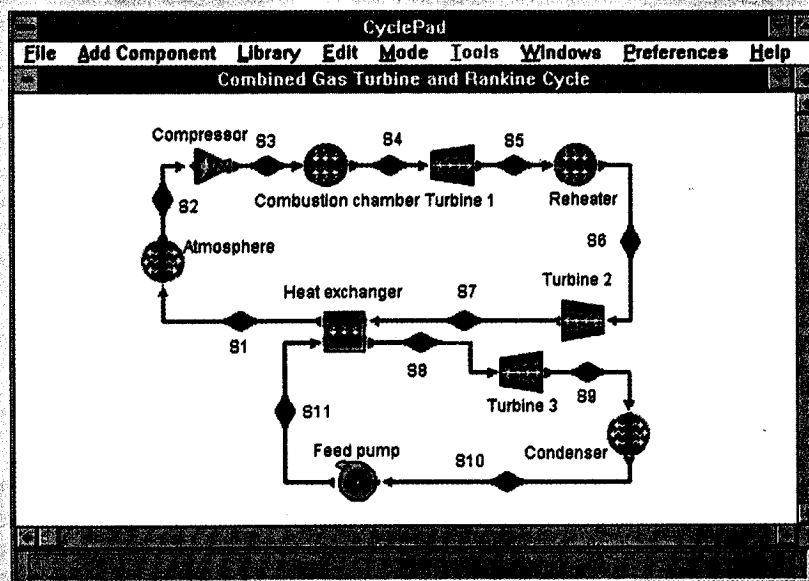 CyclePad
File Add Component Library Edit Mode Tools Windows Preferences Help
Combined Gas Turbine and Rankine Cycle
Compressor S3 S4 S5
Combustion chamber Turbine 1 Reheater
S2
S6
Atmosphere
Turbine 2
Heat exchanger S7
S1 S8
Turbine 3 S9
S11
Feed pump S10 Condenser